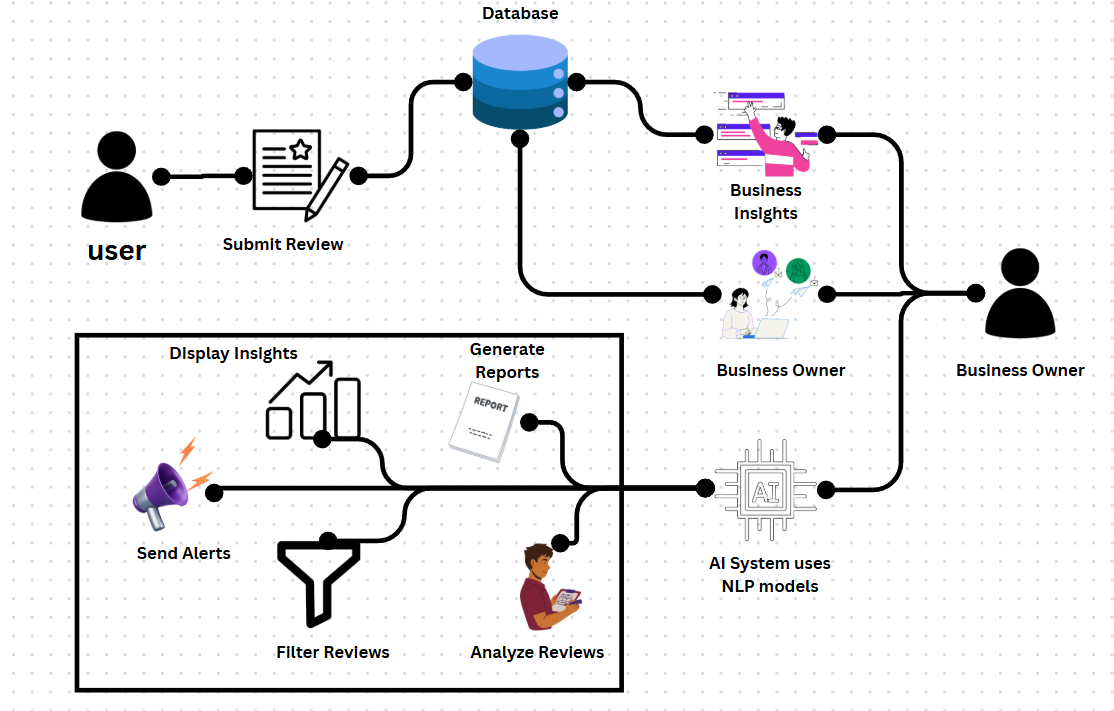 Database
user
Submit Review
Business
Insights
Business Owner
Business Owner
Display Insights
Generate
Reports
REPORT
Send Alerts
AI
AI System uses
NLP models
Filter Reviews
Analyze Reviews